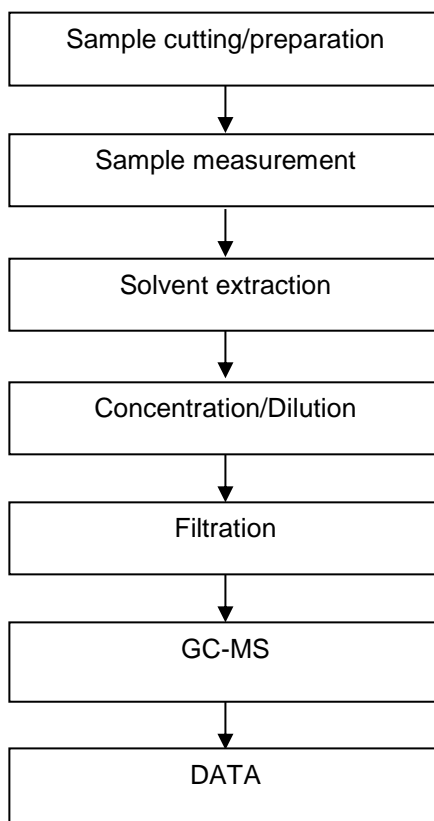 Sample cutting/preparation
Sample measurement
Solvent extraction
Concentration/Dilution
Filtration
GC-MS
DATA